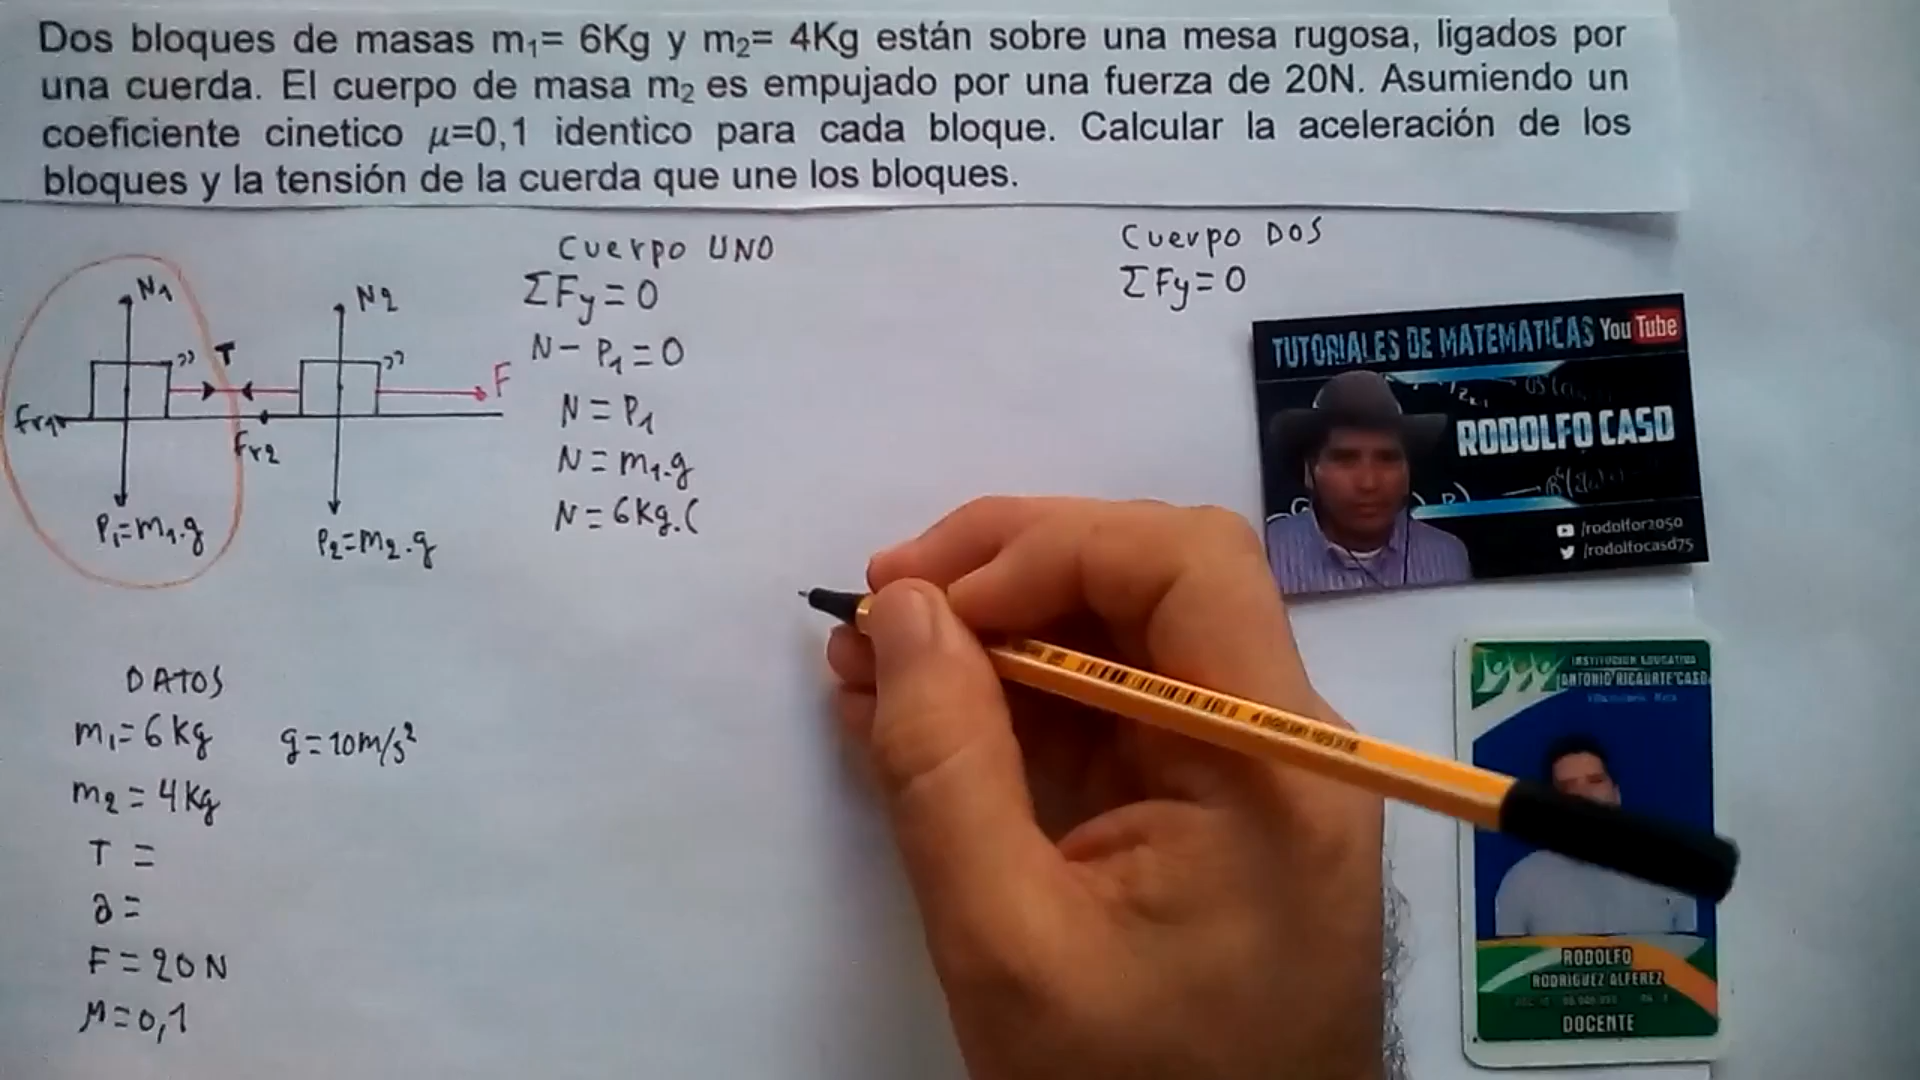 Dos bloques de masas m₁= 6Kg y m₂= 4Kg están sobre una mesa rugosa, ligados por
una cuerda. El cuerpo de masa m₂ es empujado por una fuerza de 20N. Asumiendo un
coeficiente cinetico μ=0,1 identico para cada bloque. Calcular la aceleración de los
bloques y la tensión de la cuerda que une los bloques.
N1
T
N2
F
fr1
fr2
P1=m1.g
P2=m2.g
DATOS
m1=6kg
g=10m/s²
m2=4kg
T =
a=
F=20N
M=0,1
Cuerpo UNO
ΣFy=0
N-P1=0
N=P1
N=m1.g
N=6kg.(
Cuerpo DOS
ΣFy=0
TUTORIALES DE MATEMATICAS YouTube
RODOLFO CASD
/rodolfor2050
/rodolfocasd75
INSTITUCION EDUCATIVA
ANTONIO RICAURTE CASD
RODOLFO
RODRIGUEZ ALFEREZ
DOCENTE